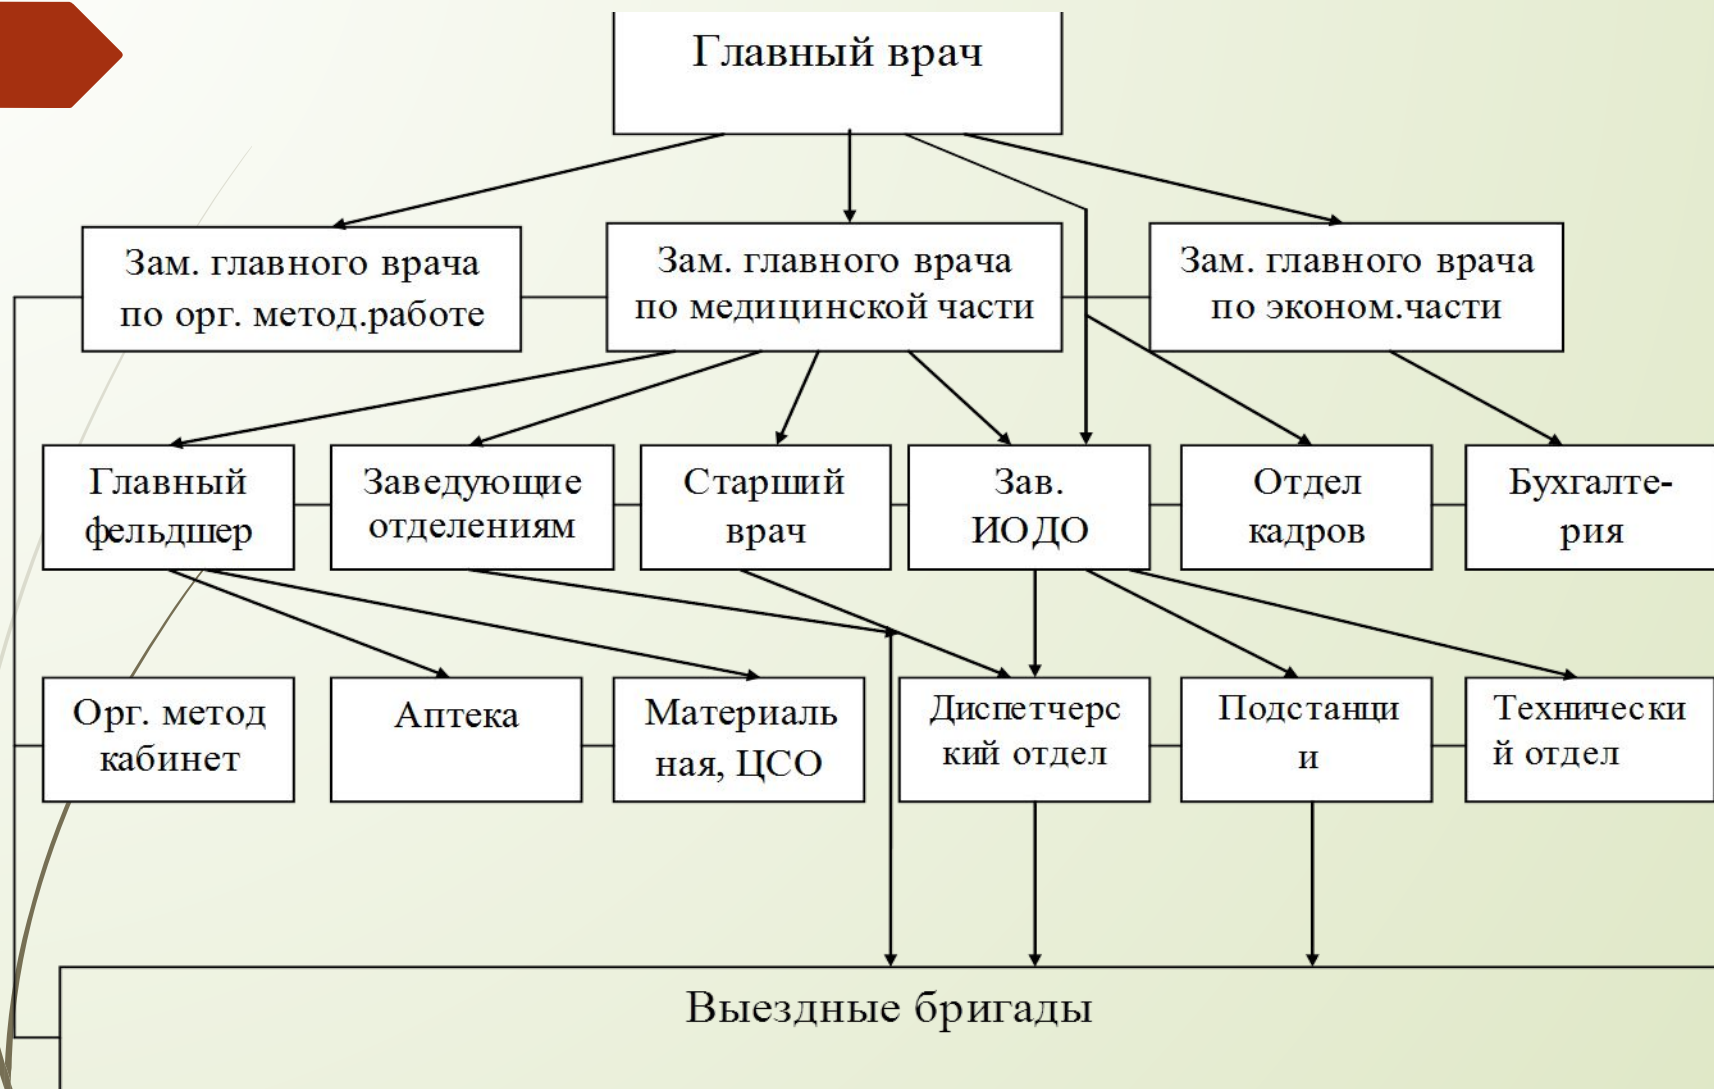 Главный врач
Зам. главного врача
по орг. метод.работе
Зам. главного врача
по медицинской части
Зам. главного врача
по эконом.части
Главный
фельдшер
Заведующие
отделениям
Старший
врач
Зав.
ИОДО
Отдел
кадров
Бухгалте-
рия
Орг. метод
кабинет
Аптека
Материаль
ная, ЦСО
Диспетчерс
кий отдел
Подстанци
и
Технически
й отдел
Выездные бригады